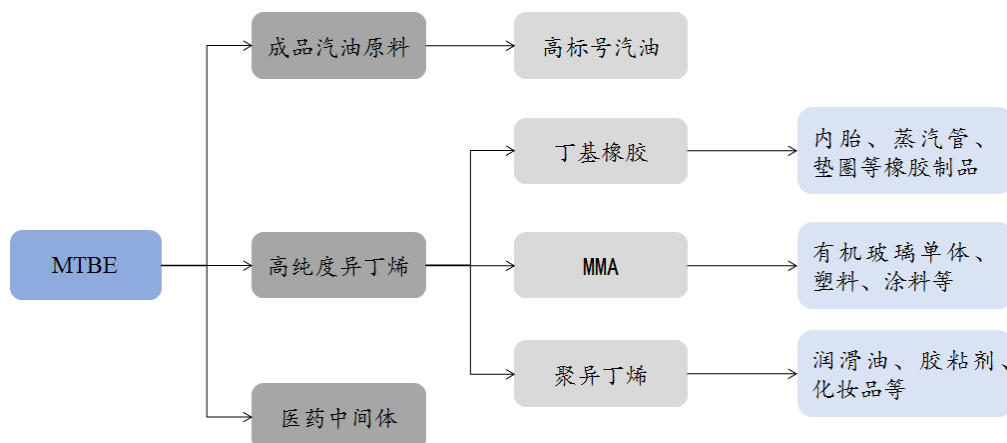 成品汽油原料
高标号汽油
丁基橡胶
内胎、蒸汽管、
垫圈等橡胶制品
MTBE
高纯度异丁烯
MMA
有机玻璃单体、
塑料、涂料等
聚异丁烯
润滑油、胶粘剂、
化妆品等
医药中间体